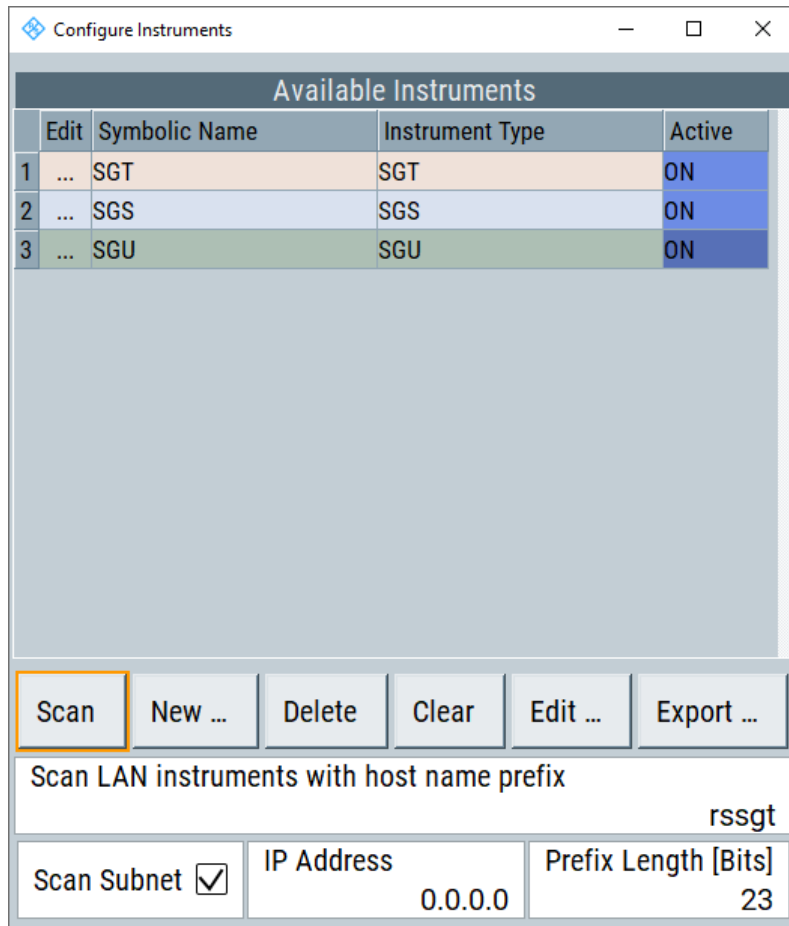 Configure Instruments
Available Instruments
Edit Symbolic Name Instrument Type Active
1 ... SGT SGT ON
2 ... SGS SGS ON
3 ... SGU SGU ON
Scan New ... Delete Clear Edit ... Export ...
Scan LAN instruments with host name prefix
rssgt
Scan Subnet IP Address Prefix Length [Bits]
0.0.0.0 23